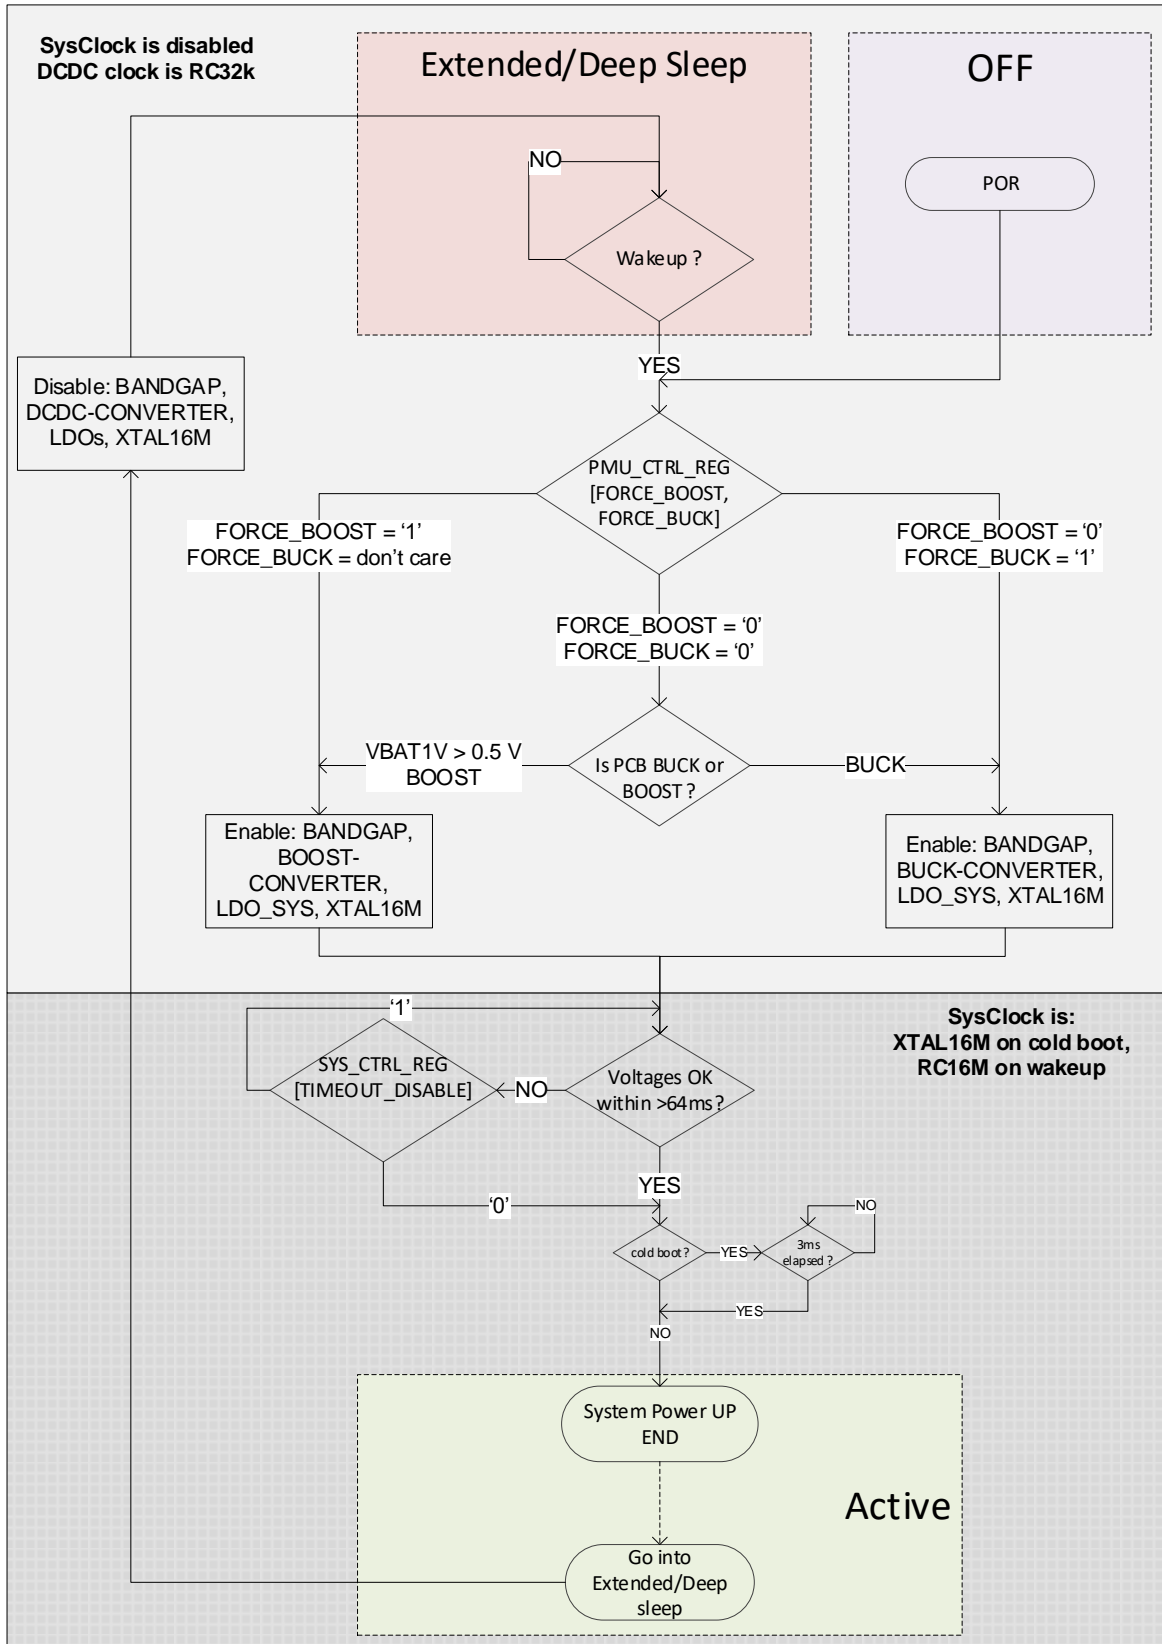 SysClock is disabled
DCDC clock is RC32k
Extended/Deep Sleep
OFF
NO
POR
Wakeup ?
YES
Disable: BANDGAP,
DCDC-CONVERTER,
LDOs, XTAL16M
PMU_CTRL_REG
[FORCE_BOOST,
FORCE_BUCK]
FORCE_BOOST = ‘1’
FORCE_BUCK = don’t care
FORCE_BOOST = ‘0’
FORCE_BUCK = ‘1’
FORCE_BOOST = ‘0’
FORCE_BUCK = ‘0’
VBAT1V > 0.5 V
BOOST
Is PCB BUCK or
BOOST ?
BUCK
Enable: BANDGAP,
BOOST-
CONVERTER,
LDO_SYS, XTAL16M
Enable: BANDGAP,
BUCK-CONVERTER,
LDO_SYS, XTAL16M
‘1’
SysClock is:
XTAL16M on cold boot,
RC16M on wakeup
SYS_CTRL_REG
[TIMEOUT_DISABLE]
NO
Voltages OK
within >64ms?
YES
‘0’
NO
cold boot ?
YES
3ms
elapsed ?
YES
NO
System Power UP
END
Active
Go into
Extended/Deep
sleep